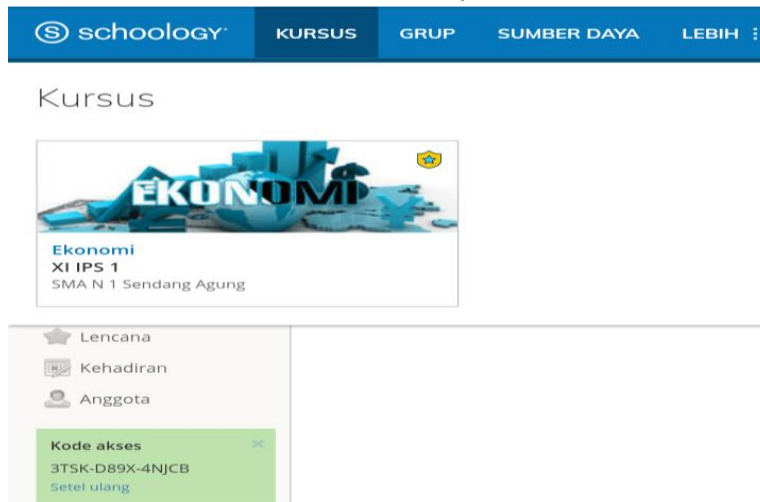 schoology KURSUS GRUP SUMBER DAYA LEBIH
Kursus
EKONOMI
Ekonomi
XI IPS 1
SMA N 1 Sendang Agung
Lencana
Kehadiran
Anggota
Kode akses
3TSK-D89X-4NJCB
Setel ulang